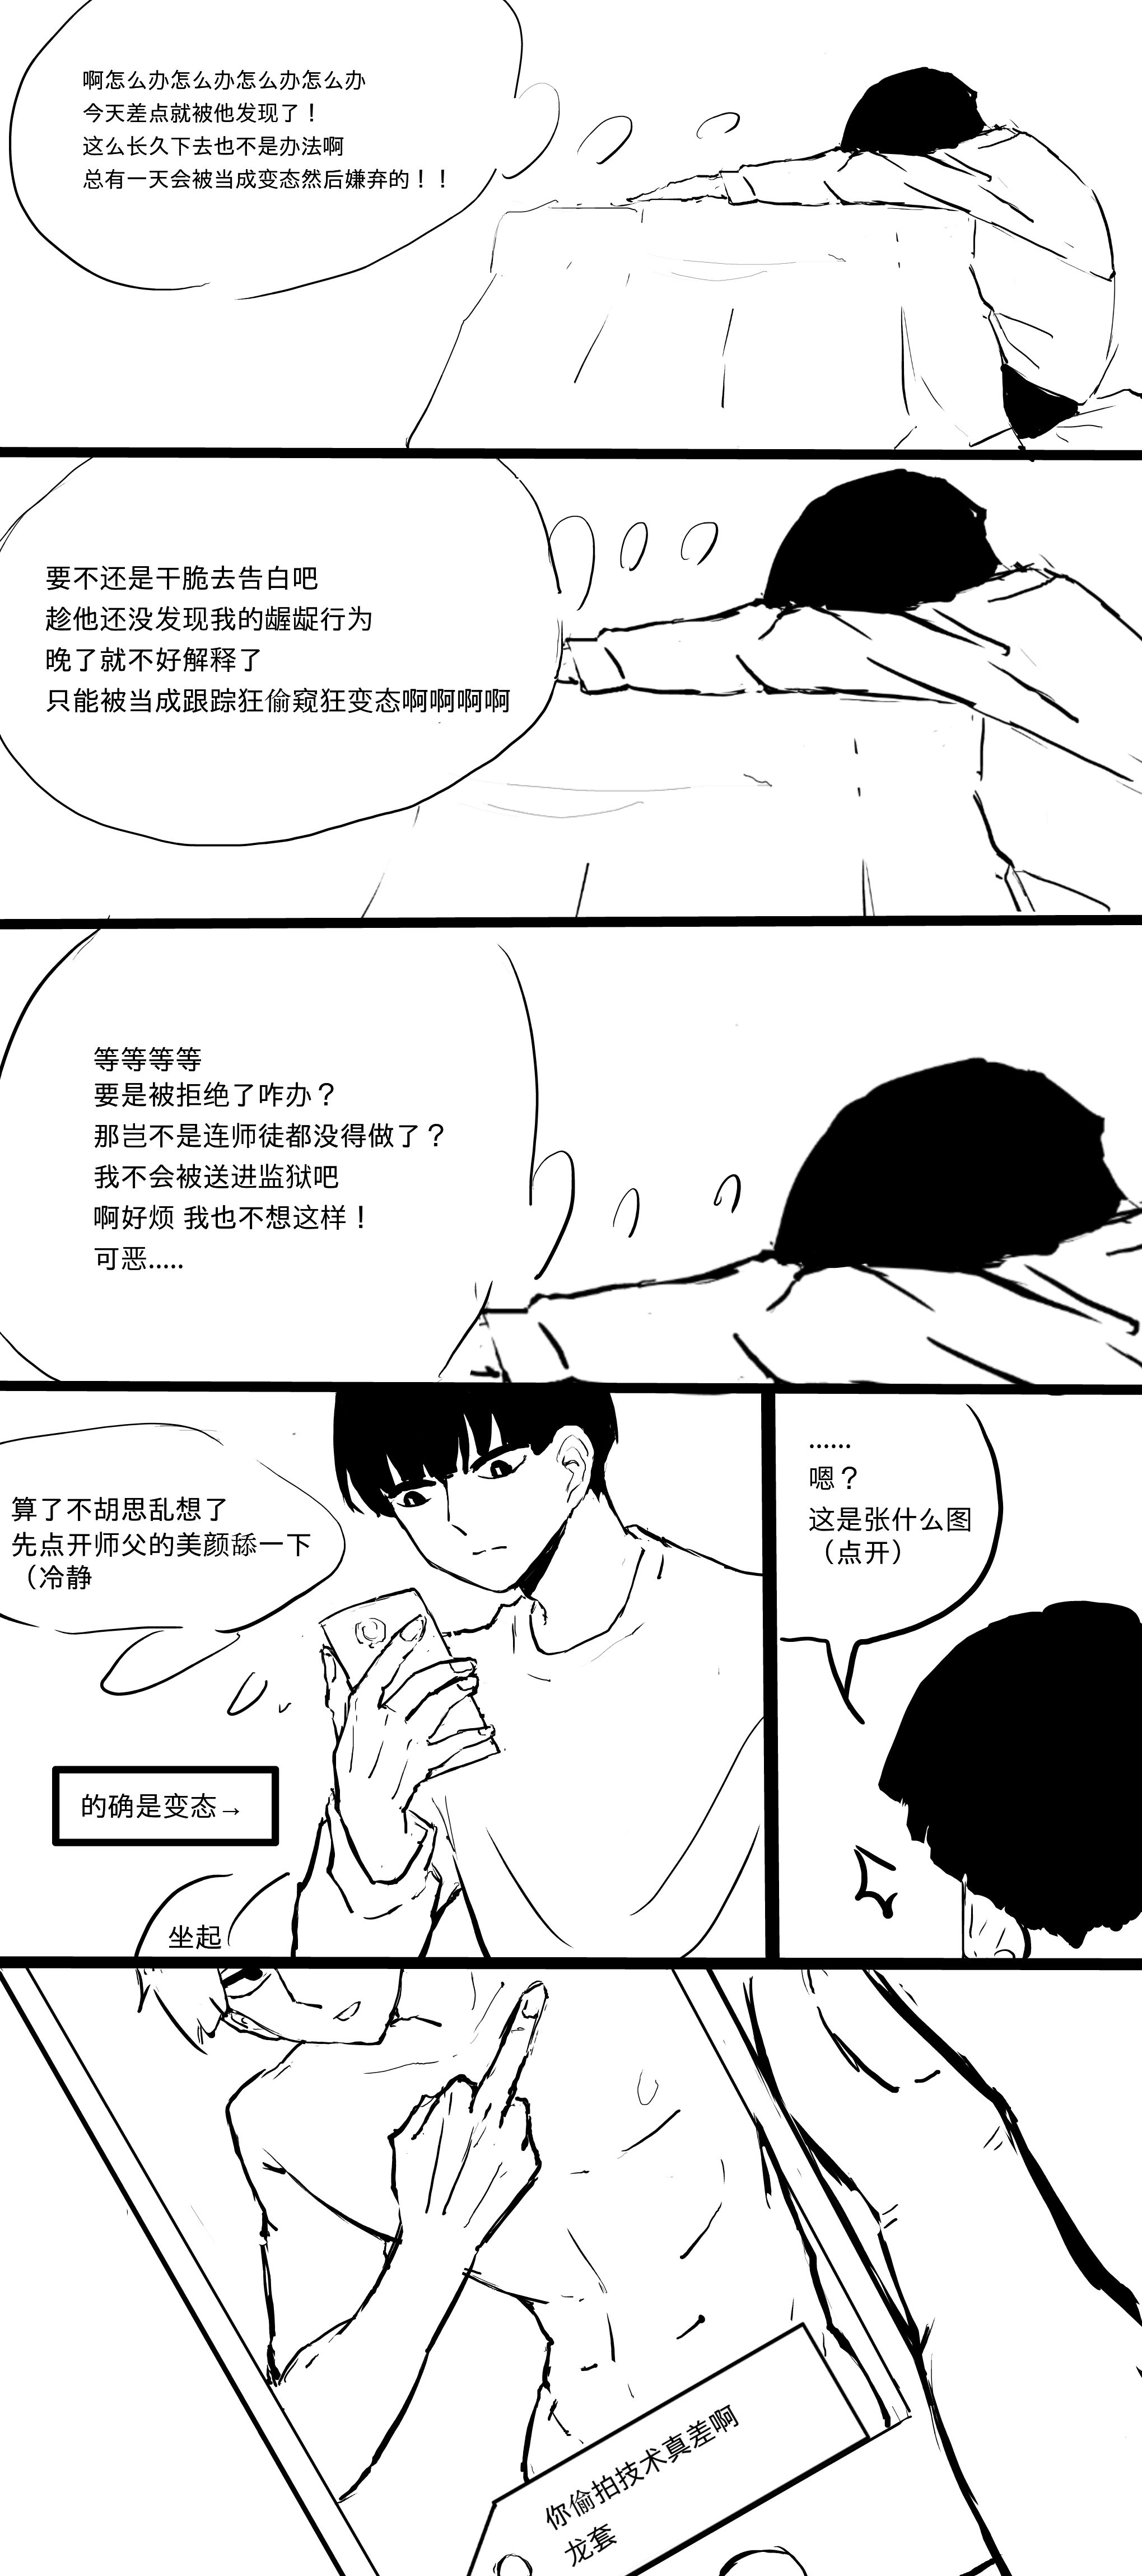 啊怎么办怎么办怎么办怎么办
今天差点就被他发现了！
这么长久下去也不是办法啊
总有一天会被当成变态然后嫌弃的！！
要不还是干脆去告白吧
趁他还没发现我的龌龊行为
晚了就不好解释了
只能被当成跟踪狂偷窥狂变态啊啊啊啊
等等等等
要是被拒绝了咋办？
那岂不是连师徒都没得做了？
我不会被送进监狱吧
啊好烦 我也不想这样！
可恶.....
算了不胡思乱想了
先点开师父的美颜舔一下
（冷静
的确是变态→
坐起
......
嗯？
这是张什么图
（点开）
你偷拍技术真差啊
龙套